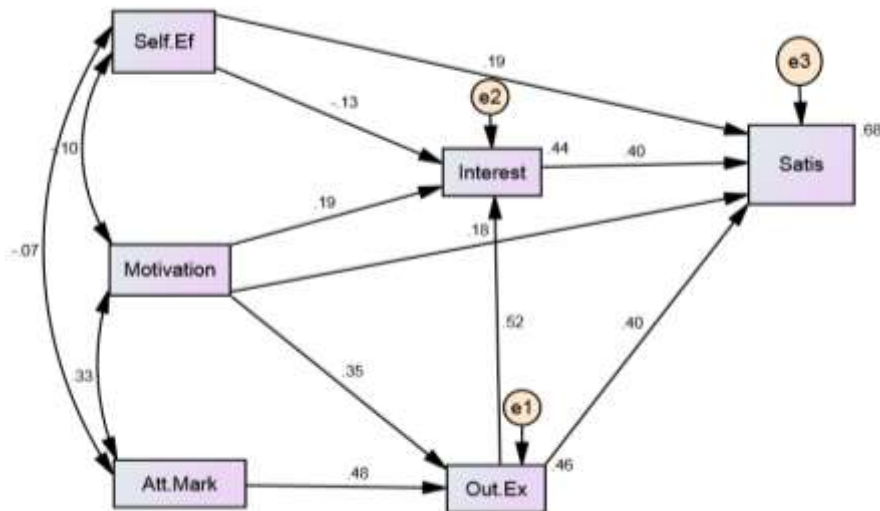 Self.Ef
.19
e3
-.13
e2
.68
Satis
.44
.40
Interest
.10
.19
.18
-.07
Motivation
.52
.40
.33
.35
e1
.46
Att.Mark
.48
Out.Ex